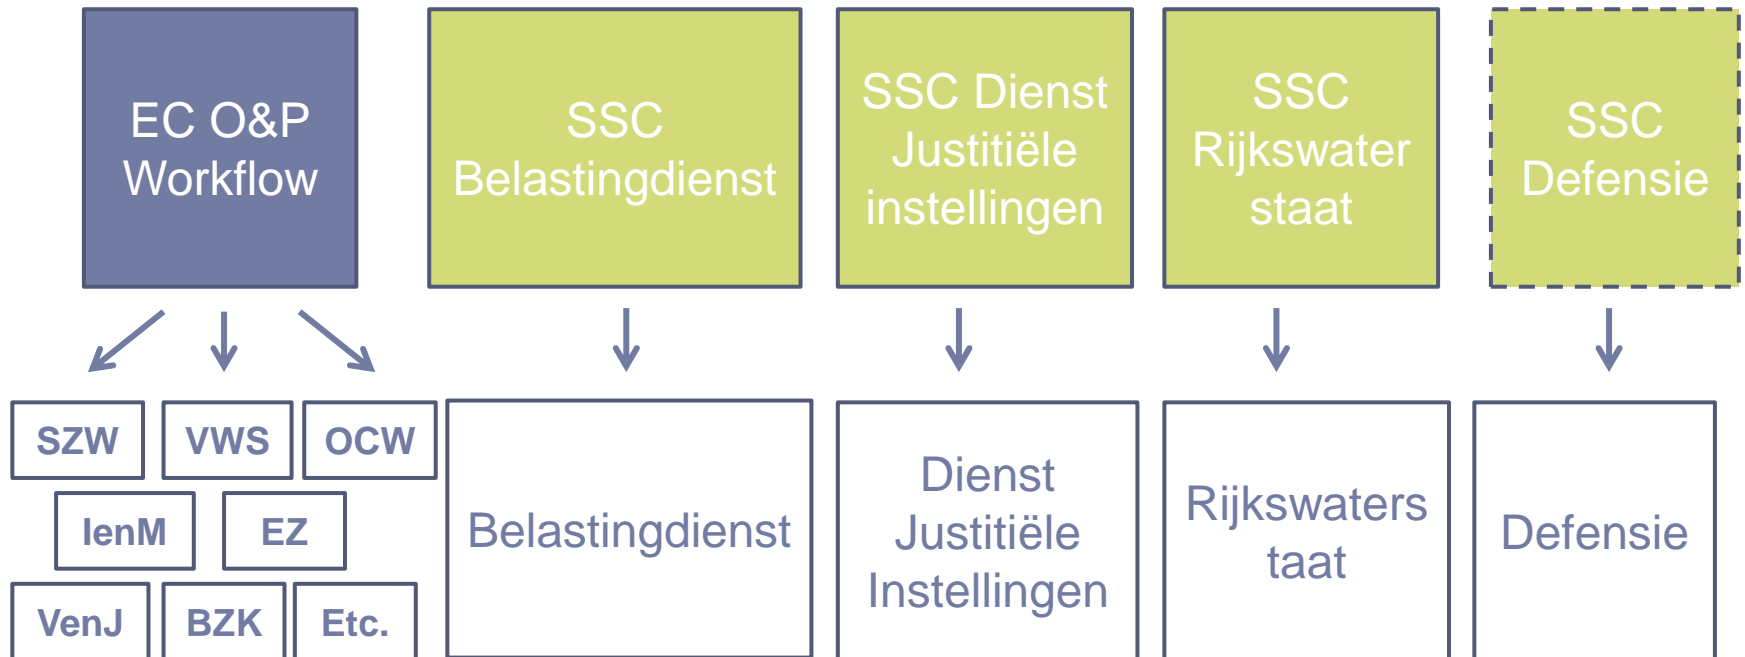 EC O&P
Workflow
SSC
Belastingdienst
SSC Dienst
Justitiële
instellingen
SSC
Rijkswater
staat
SSC
Defensie
SZW
VWS
OCW
IenM
EZ
VenJ
BZK
Etc.
Belastingdienst
Dienst
Justitiële
Instellingen
Rijkswaters
taat
Defensie